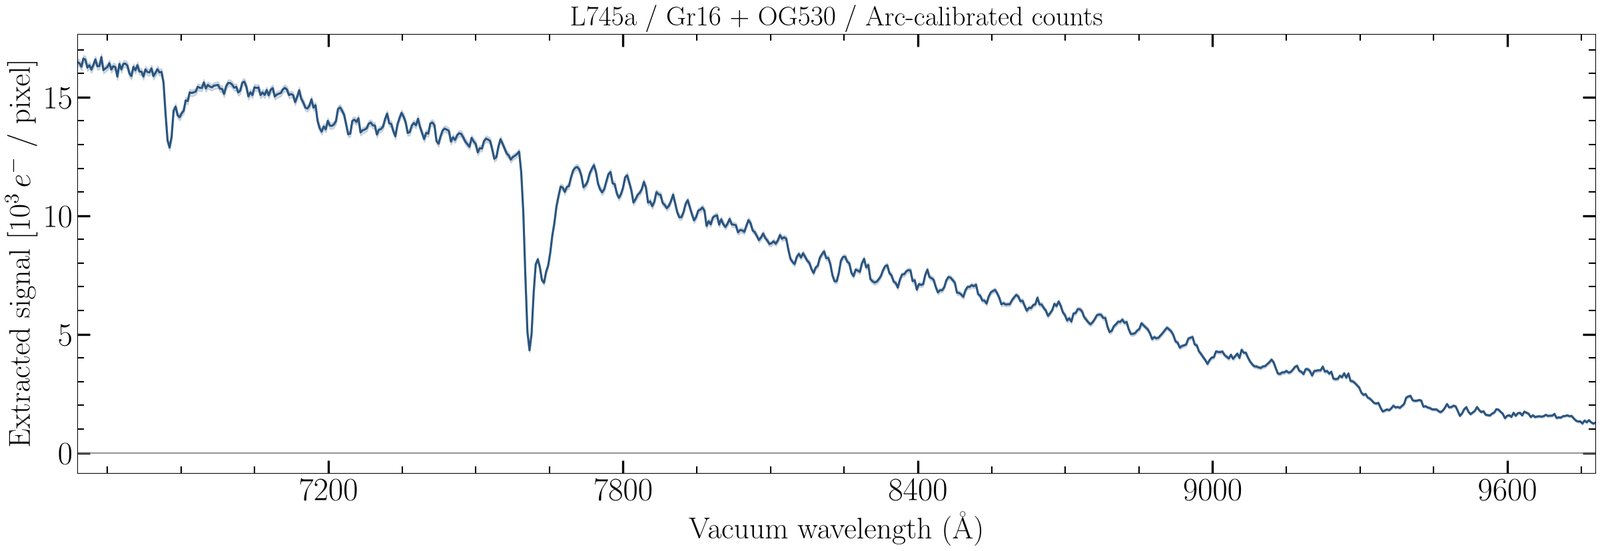 L745a / Gr16 + OG530 / Arc-calibrated counts
Extracted signal [10³ e⁻ / pixel]
15
10
5
0
7200 7800 8400 9000 9600
Vacuum wavelength (Å)